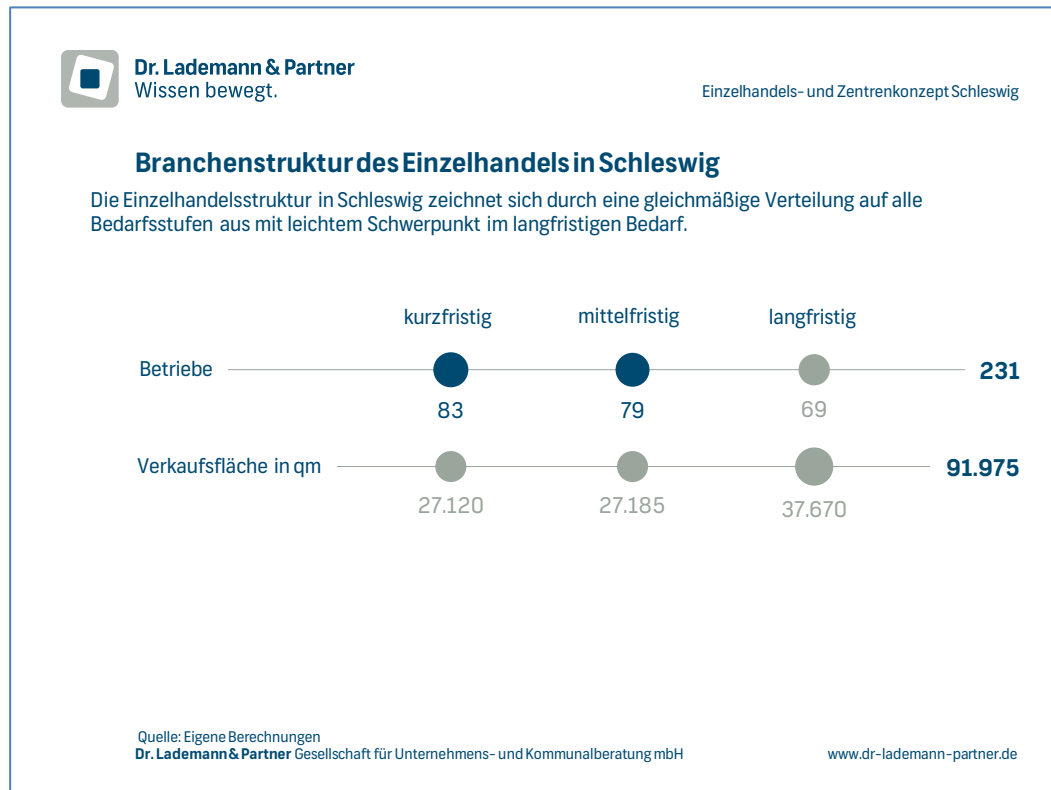 Dr. Lademann & Partner
Wissen bewegt.
Einzelhandels- und Zentrenkonzept Schleswig
Branchenstruktur des Einzelhandels in Schleswig
Die Einzelhandelsstruktur in Schleswig zeichnet sich durch eine gleichmäßige Verteilung auf alle
Bedarfsstufen aus mit leichtem Schwerpunkt im langfristigen Bedarf.
kurzfristig mittelfristig langfristig
Betriebe 231
83 79 69
Verkaufsfläche in qm 91.975
27.120 27.185 37.670
Quelle: Eigene Berechnungen
Dr. Lademann & Partner Gesellschaft für Unternehmens- und Kommunalberatung mbH www.dr-lademann-partner.de